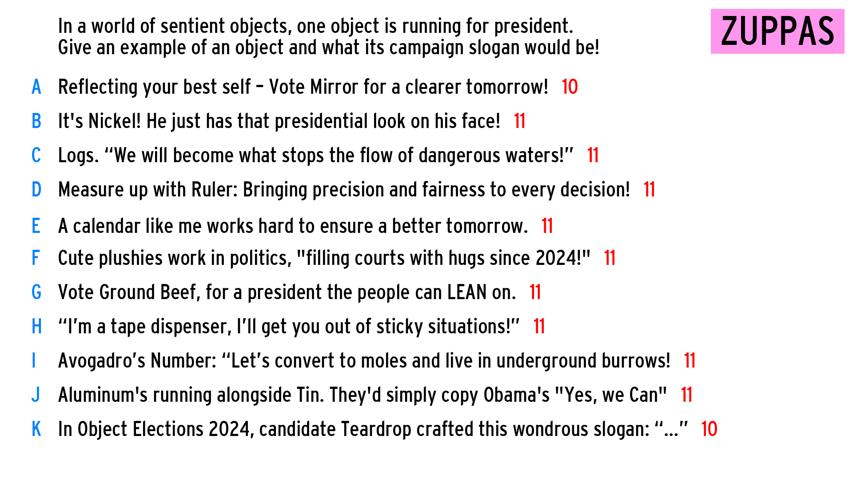 In a world of sentient objects, one object is running for president.
Give an example of an object and what its campaign slogan would be!
ZUPPAS
A Reflecting your best self - Vote Mirror for a clearer tomorrow! 10
B It's Nickel! He just has that presidential look on his face! 11
C Logs. “We will become what stops the flow of dangerous waters!” 11
D Measure up with Ruler: Bringing precision and fairness to every decision! 11
E A calendar like me works hard to ensure a better tomorrow. 11
F Cute plushies work in politics, "filling courts with hugs since 2024!" 11
G Vote Ground Beef, for a president the people can LEAN on. 11
H “I’m a tape dispenser, I’ll get you out of sticky situations!” 11
I Avogadro’s Number: “Let’s convert to moles and live in underground burrows! 11
J Aluminum's running alongside Tin. They'd simply copy Obama's "Yes, we Can" 11
K In Object Elections 2024, candidate Teardrop crafted this wondrous slogan: “...” 10